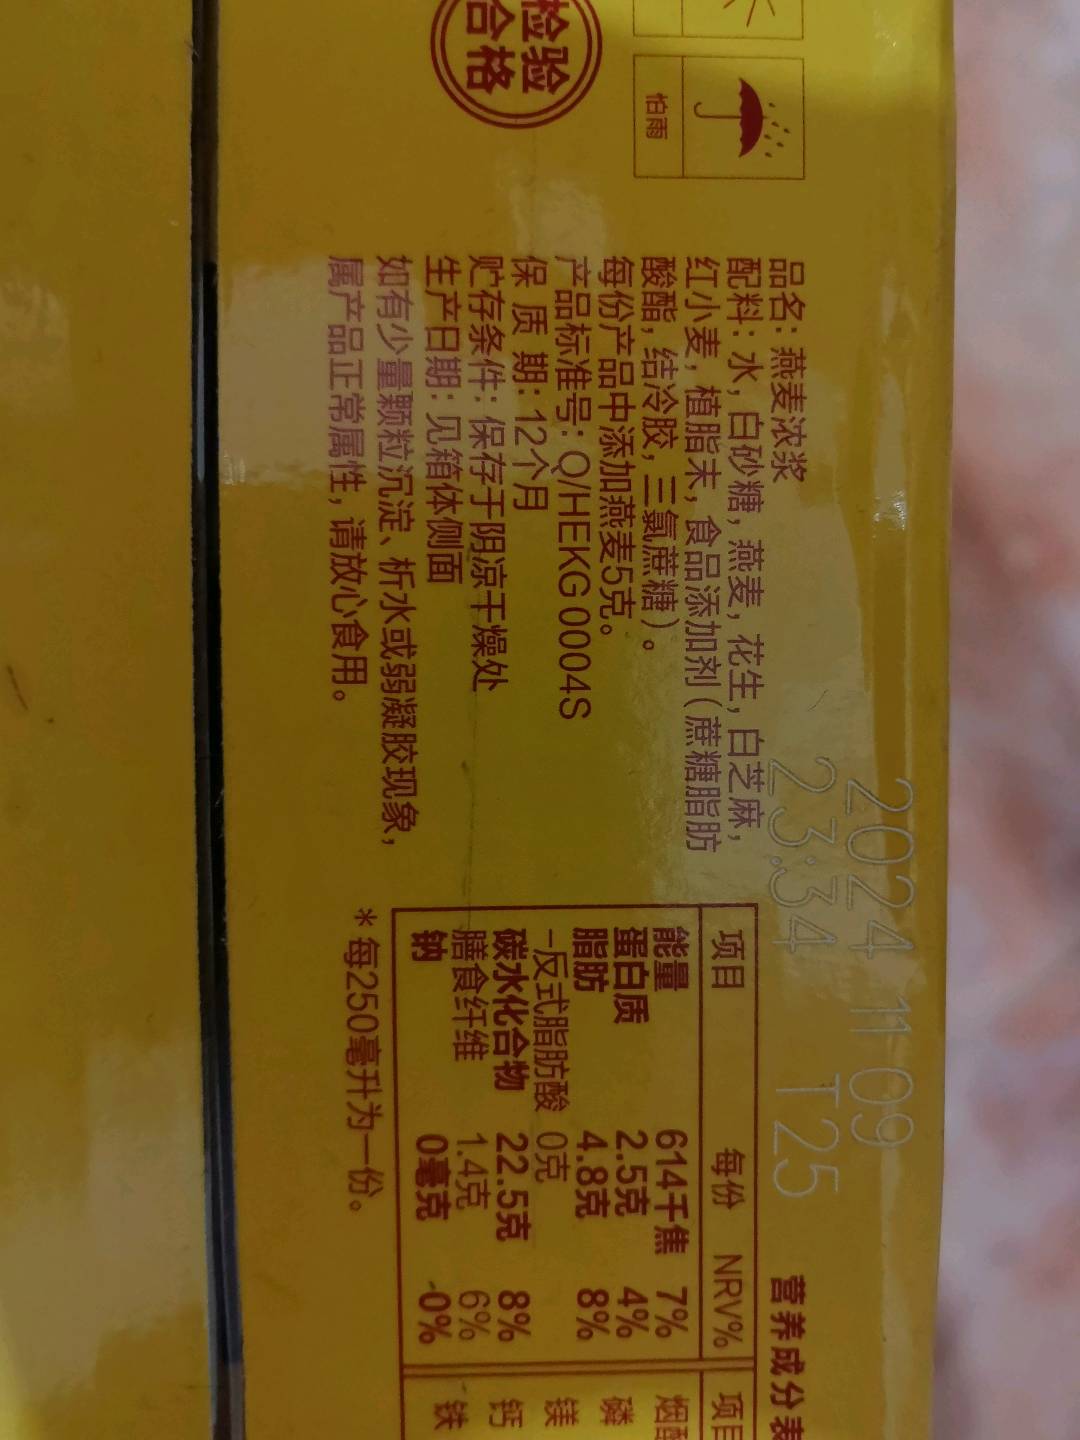 检验
合格
怕雨
品名：燕麦浓浆
配料：水，白砂糖，燕麦，花生，白芝麻，
红小麦，植脂末，食品添加剂（蔗糖脂肪
酸酯，结冷胶，三氯蔗糖）。
每份产品中添加燕麦5克。
产品标准号：Q/HEKG 0004S
保 质 期：12个月
贮存条件：保存于阴凉干燥处
生产日期：见箱体侧面
如有少量颗粒沉淀、析水或弱凝胶现象，
属产品正常属性，请放心食用。
2024 11 09
23:34 T25
营养成分表
项目 每份 NRV% 项目
能量 614千焦 7% 烟酰
蛋白质 2.5克 4% 磷
脂肪 4.8克 8% 镁
-反式脂肪酸 0克
碳水化合物 22.5克 8% 钙
膳食纤维 1.4克 6%
钠 0毫克 -0% 铁
*每250毫升为一份。